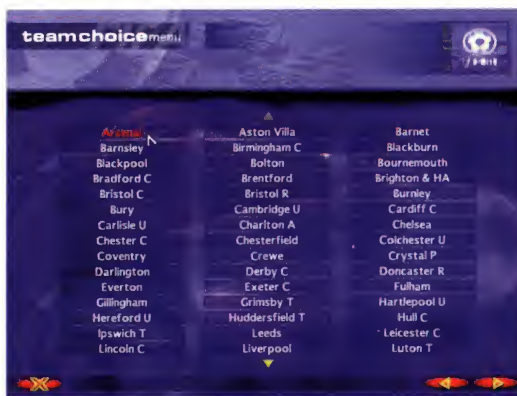 teamchoicemenu
Arsenal Aston Villa Barnet
Barnsley Birmingham C Blackburn
Blackpool Bolton Bournemouth
Bradford C Brentford Brighton & HA
Bristol C Bristol R Burnley
Bury Cambridge U Cardiff C
Carlisle U Charlton A Chelsea
Chester C Chesterfield Colchester U
Coventry Crewe Crystal P
Darlington Derby C Doncaster R
Everton Exeter C Fulham
Gillingham Grimsby T Hartlepool U
Hereford U Huddersfield T Hull C
Ipswich T Leeds Leicester C
Lincoln C Liverpool Luton T